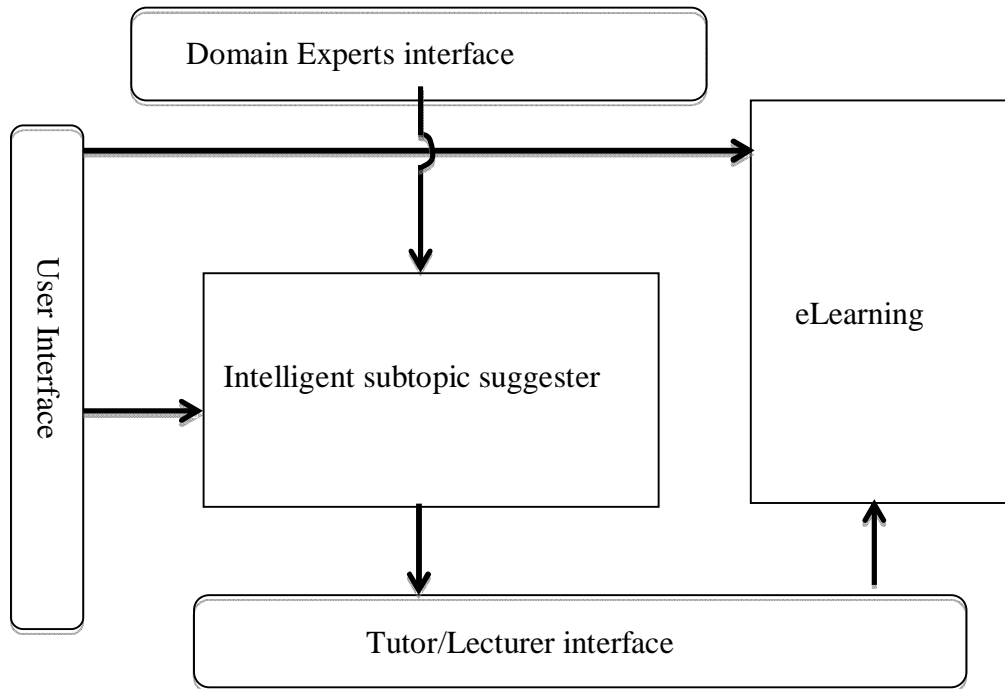 Domain Experts interface
User Interface
eLearning
Intelligent subtopic suggester
Tutor/Lecturer interface